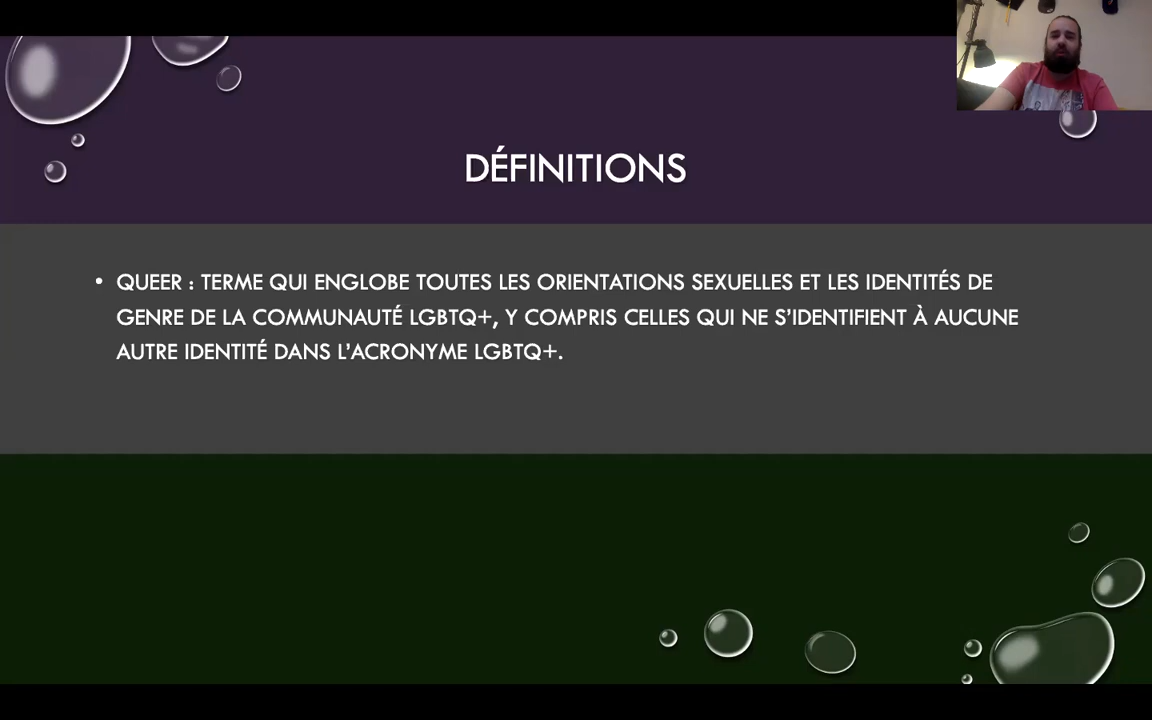 DÉFINITIONS
• QUEER : TERME QUI ENGLOBE TOUTES LES ORIENTATIONS SEXUELLES ET LES IDENTITÉS DE
GENRE DE LA COMMUNAUTÉ LGBTQ+, Y COMPRIS CELLES QUI NE S’IDENTIFIENT À AUCUNE
AUTRE IDENTITÉ DANS L’ACRONYME LGBTQ+.